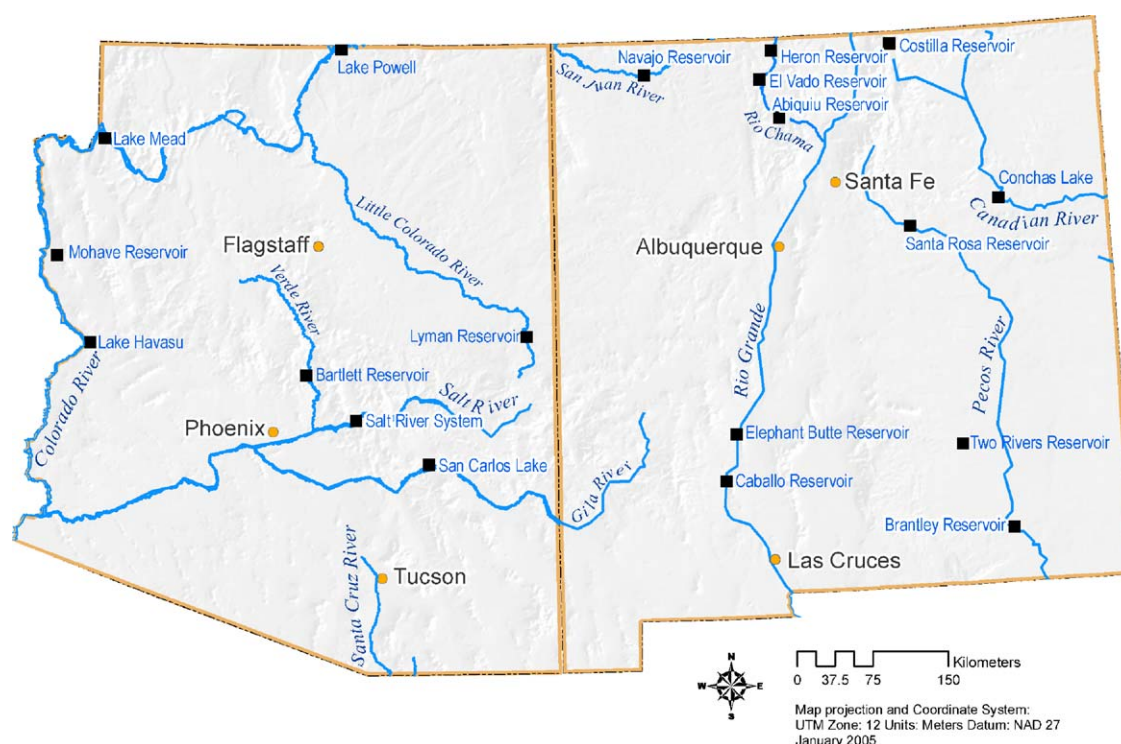 Costilla Reservoir
Navajo Reservoir
Heron Reservoir
Lake Powell
San Juan River
El Vado Reservoir
Abiquiu Reservoir
Rio Chama
Lake Mead
Santa Fe
Conchas Lake
Little Colorado River
Canadian River
Flagstaff
Albuquerque
Santa Rosa Reservoir
Mohave Reservoir
Verde River
Rio Grande
Lyman Reservoir
Lake Havasu
Pecos River
Bartlett Reservoir
Colorado River
Salt River
Phoenix
Salt River System
Elephant Butte Reservoir
Two Rivers Reservoir
San Carlos Lake
Caballo Reservoir
Gila River
Brantley Reservoir
Las Cruces
Tucson
Santa Cruz River
N
W E
S
Kilometers
0 37.5 75 150
Map projection and Coordinate System:
UTM Zone: 12 Units: Meters Datum: NAD 27
January 2005